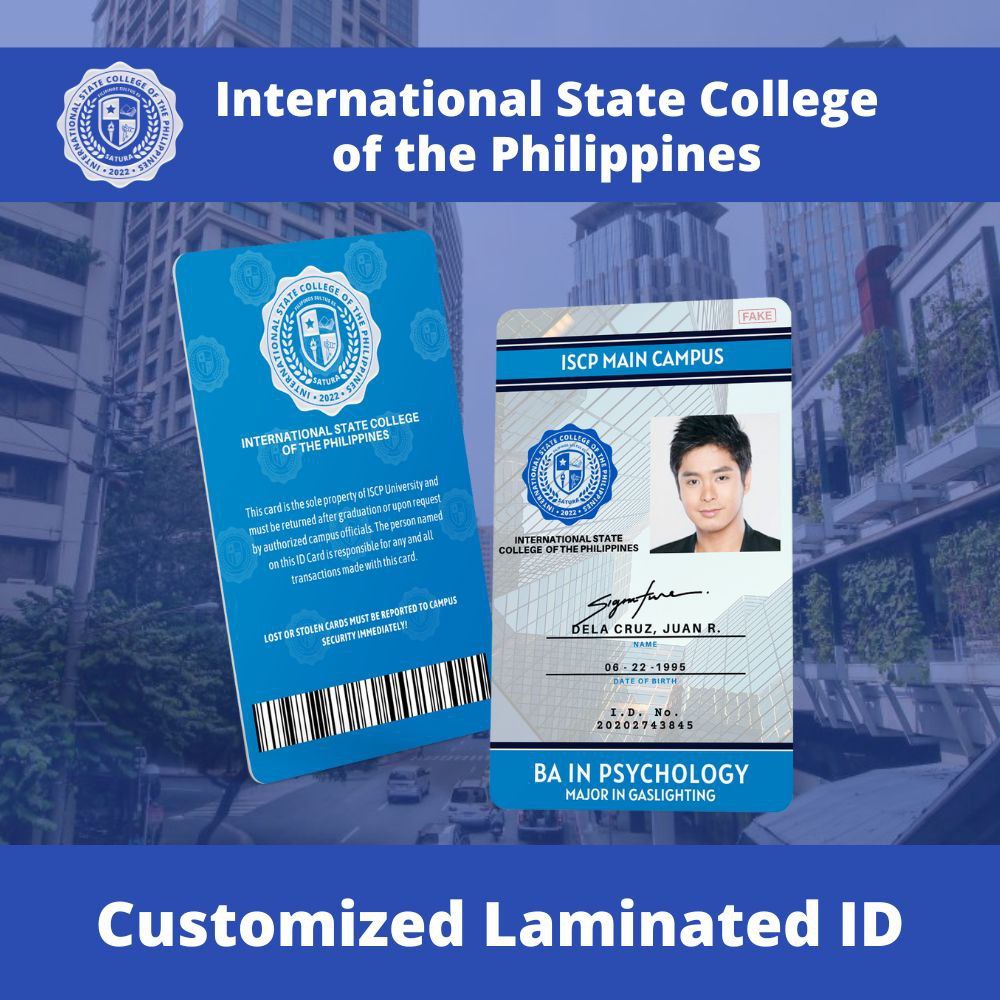 International State College
of the Philippines
INTERNATIONAL STATE COLLEGE OF THE PHILIPPINES
SATURA
2022
INTERNATIONAL STATE COLLEGE OF THE PHILIPPINES
SATURA
2022
INTERNATIONAL STATE COLLEGE
OF THE PHILIPPINES
This card is the sole property of ISCP University and
must be returned after graduation or upon request
by authorized campus officials. The person named
on this ID Card is responsible for any and all
transactions made with this card.
LOST OR STOLEN CARDS MUST BE REPORTED TO CAMPUS
SECURITY IMMEDIATELY!
FAKE
ISCP MAIN CAMPUS
INTERNATIONAL STATE COLLEGE OF THE PHILIPPINES
SATURA
2022
INTERNATIONAL STATE
COLLEGE OF THE PHILIPPINES
Signature
DELA CRUZ, JUAN R.
NAME
06 - 22 -1995
DATE OF BIRTH
I.D. No.
20202743845
BA IN PSYCHOLOGY
MAJOR IN GASLIGHTING
Customized Laminated ID